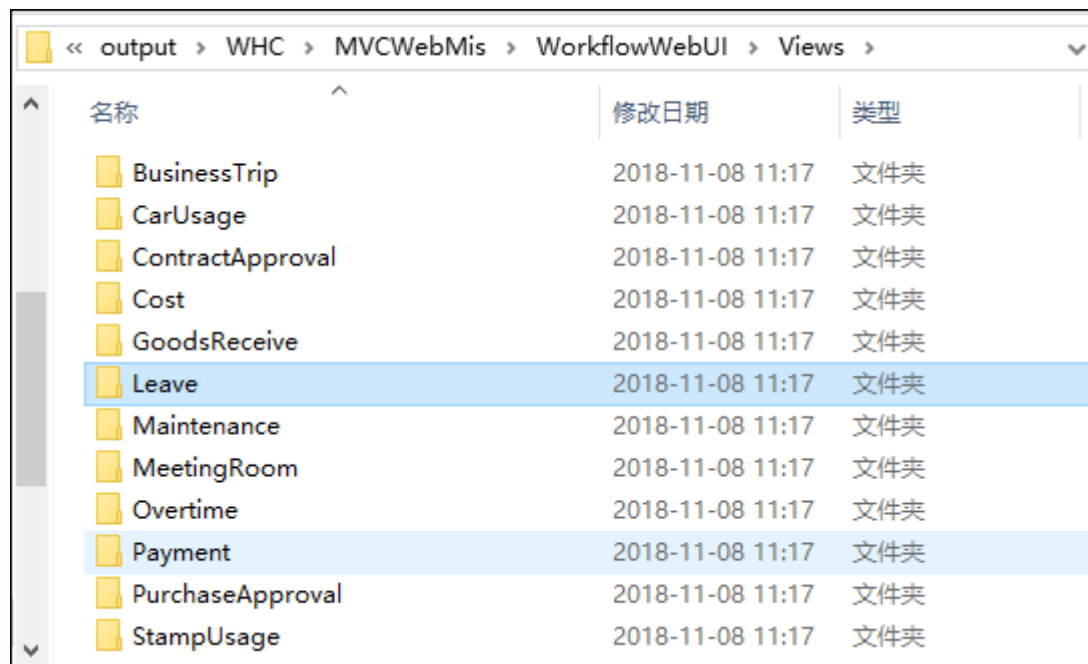 « output › WHC › MVCWebMis › WorkflowWebUI › Views ›
名称 修改日期 类型
BusinessTrip 2018-11-08 11:17 文件夹
CarUsage 2018-11-08 11:17 文件夹
ContractApproval 2018-11-08 11:17 文件夹
Cost 2018-11-08 11:17 文件夹
GoodsReceive 2018-11-08 11:17 文件夹
Leave 2018-11-08 11:17 文件夹
Maintenance 2018-11-08 11:17 文件夹
MeetingRoom 2018-11-08 11:17 文件夹
Overtime 2018-11-08 11:17 文件夹
Payment 2018-11-08 11:17 文件夹
PurchaseApproval 2018-11-08 11:17 文件夹
StampUsage 2018-11-08 11:17 文件夹